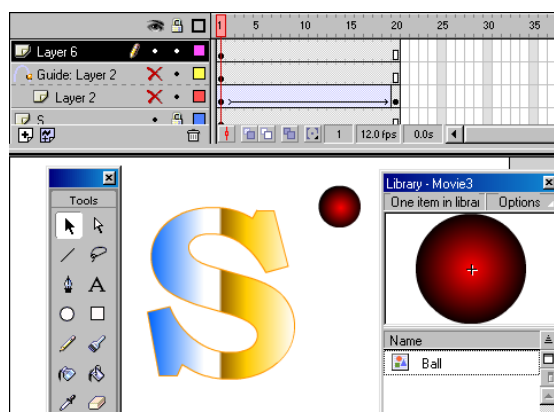 1 5 10 15 20 25 30 35
Layer 6
Guide: Layer 2
Layer 2
S
1 12.0 fps 0.0s
Tools
A
S
Library - Movie3
One item in librar Options
Name
Ball